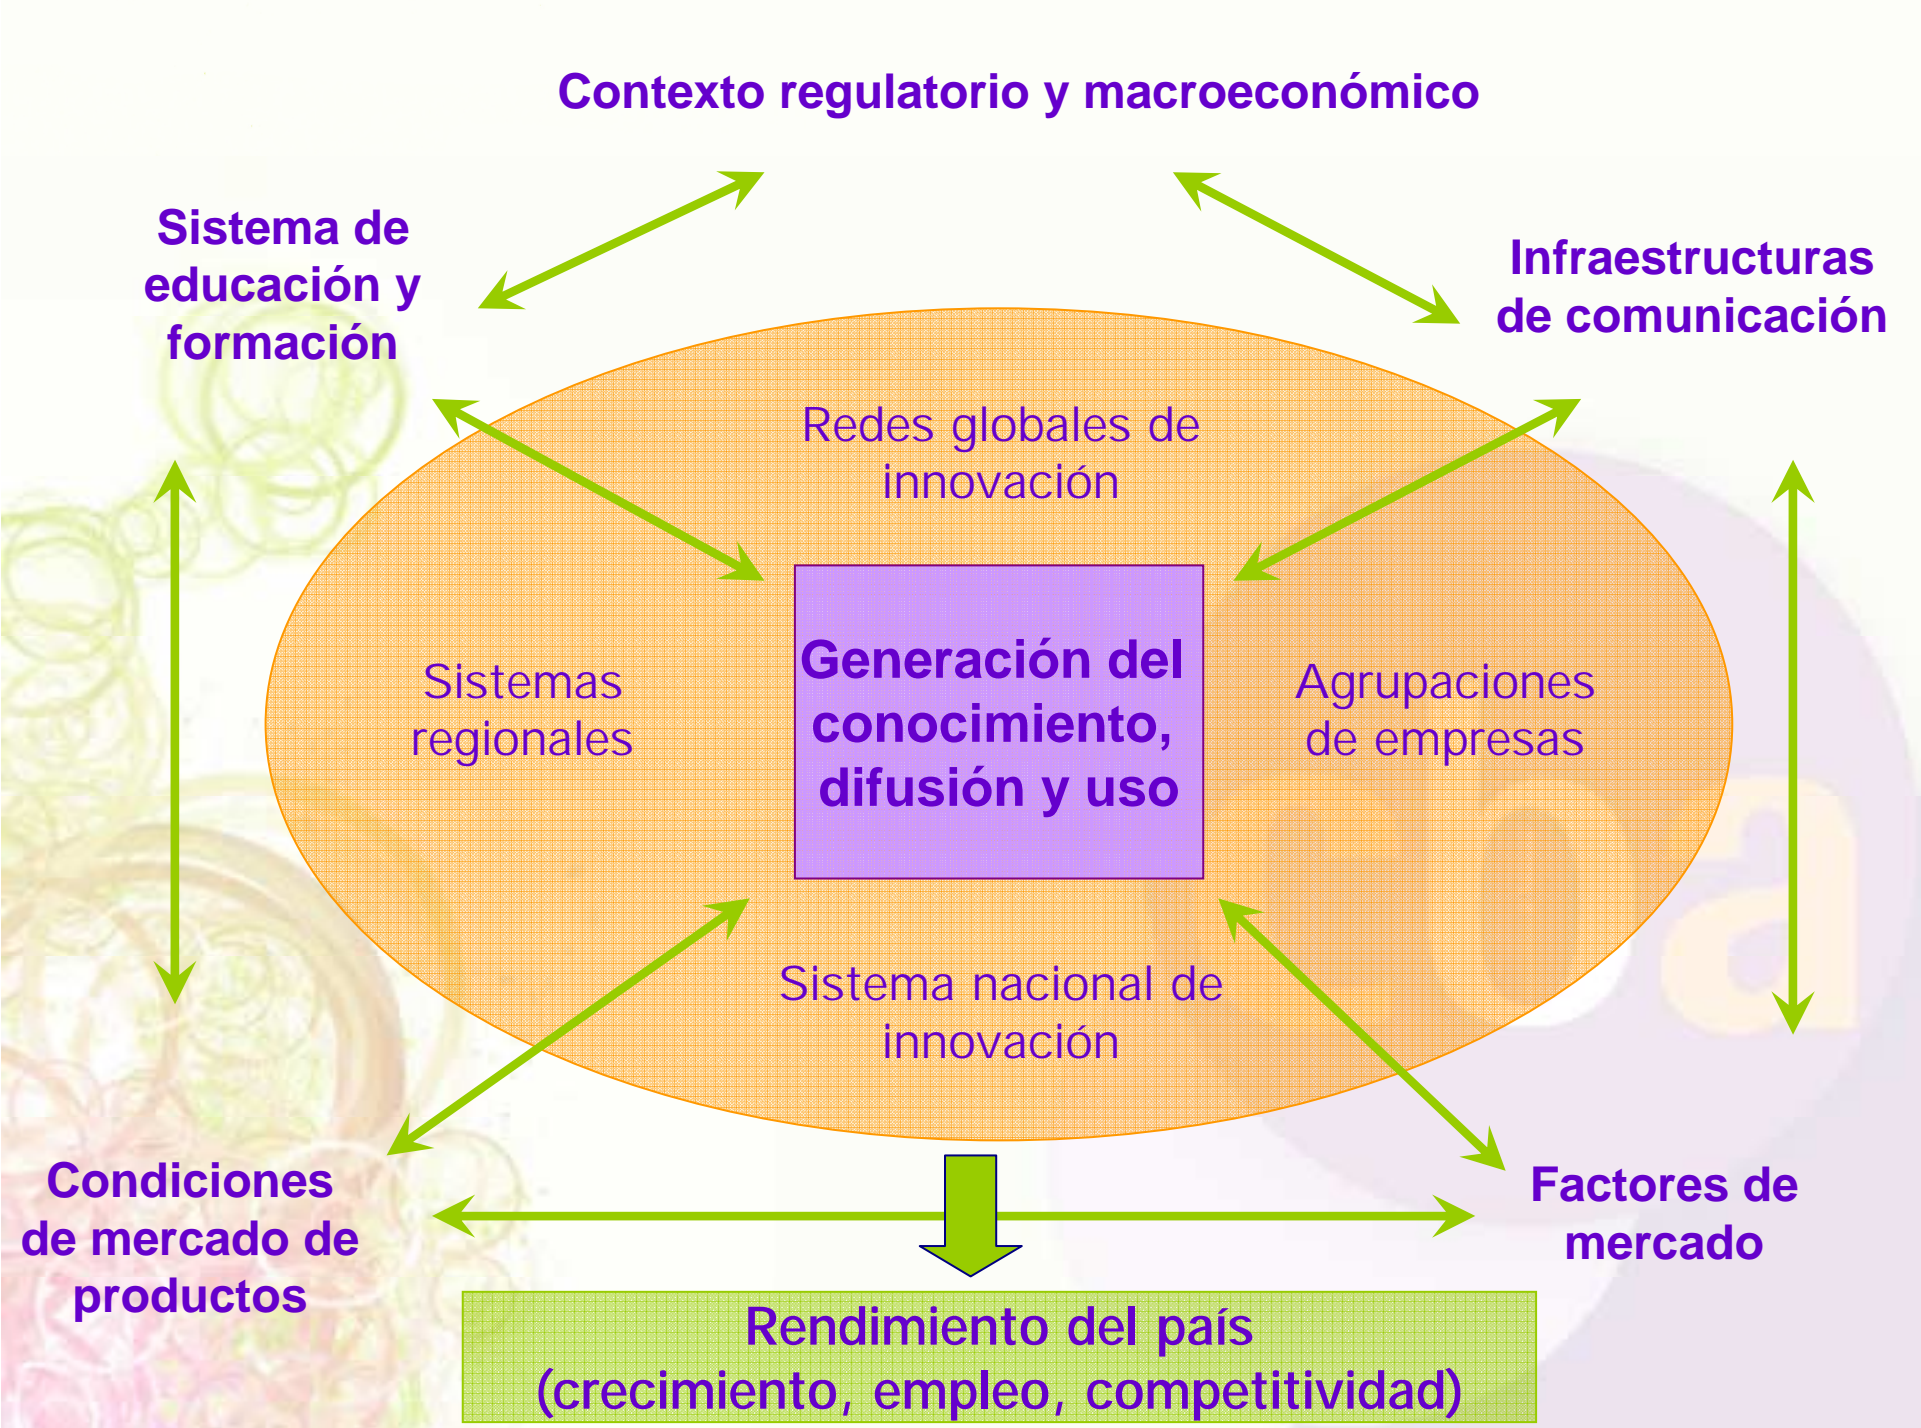 Contexto regulatorio y macroeconómico
Sistema de
educación y
formación
Infraestructuras
de comunicación
Redes globales de
innovación
Sistemas
regionales
Generación del
conocimiento,
difusión y uso
Agrupaciones
de empresas
Sistema nacional de
innovación
Condiciones
de mercado de
productos
Factores de
mercado
Rendimiento del país
(crecimiento, empleo, competitividad)